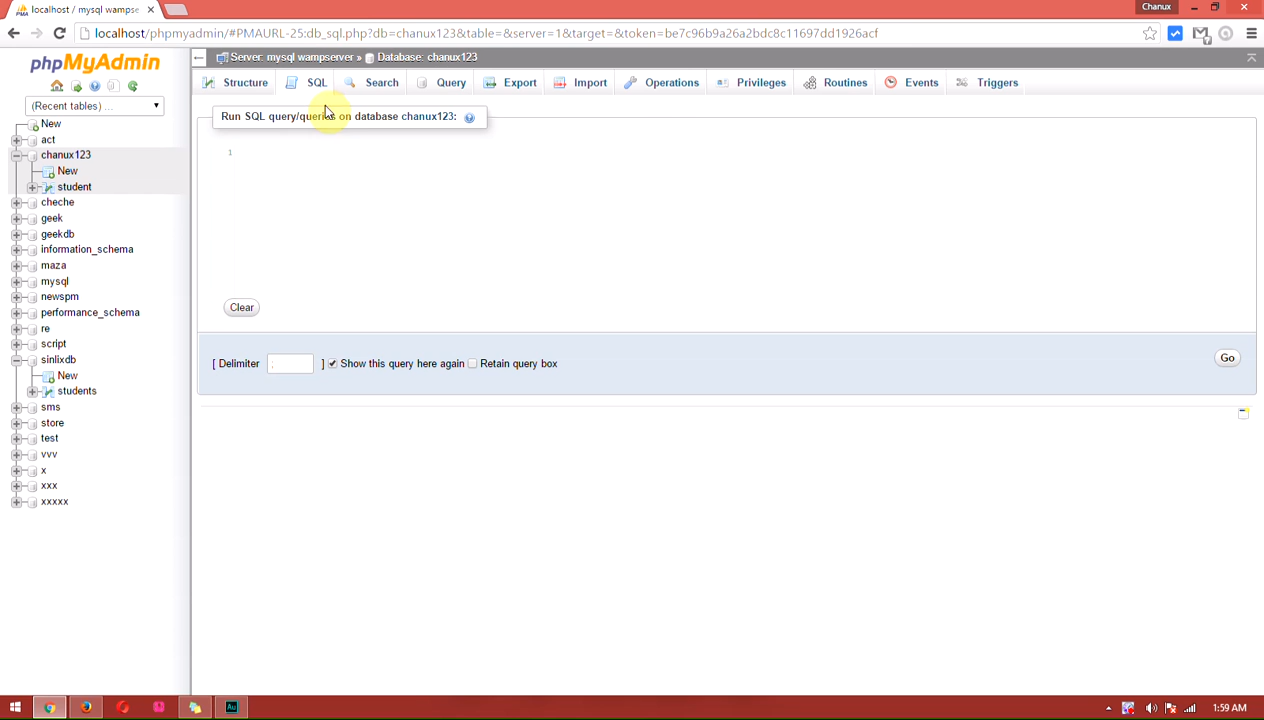 localhost / mysql wampse
Chanux
localhost/phpmyadmin/#PMAURL-25:db_sql.php?db=chanux123&table=&server=1&target=&token=be7c96b9a26a2bdc8c11697dd1926acf
phpMyAdmin
(Recent tables) ...
New
act
chanux123
New
student
cheche
geek
geekdb
information_schema
maza
mysql
newspm
performance_schema
re
script
sinlixdb
New
students
sms
store
test
vvv
x
xxx
xxxxx
Server: mysql wampserver » Database: chanux123
Structure SQL Search Query Export Import Operations Privileges Routines Events Triggers
Run SQL query/queries on database chanux123:
1
Clear
[ Delimiter ; ] Show this query here again Retain query box
Go
Au
1:59 AM